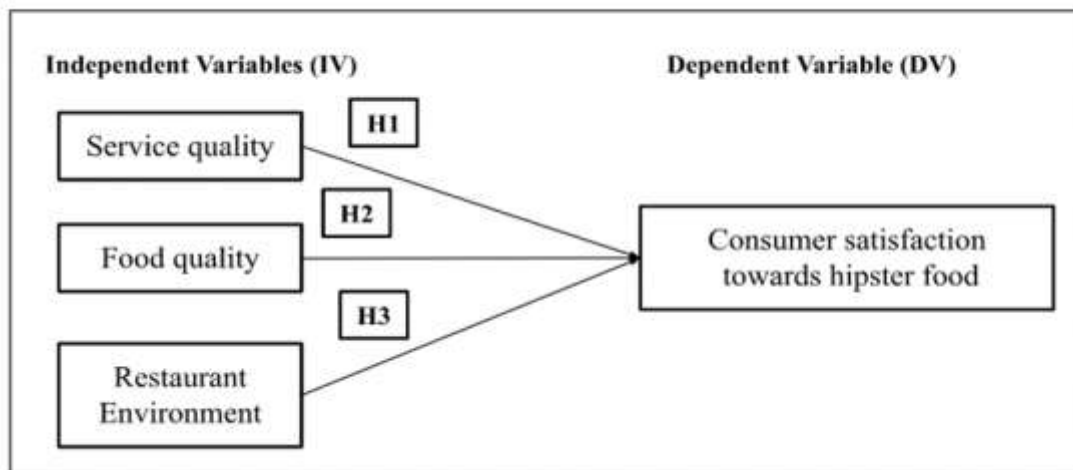 Independent Variables (IV)
Dependent Variable (DV)
H1
Service quality
H2
Food quality
Consumer satisfaction
towards hipster food
H3
Restaurant
Environment